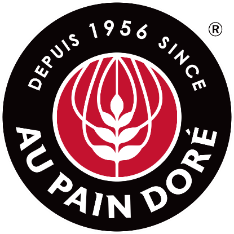 DEPUIS 1956 SINCE
®
AU PAIN DORÉ